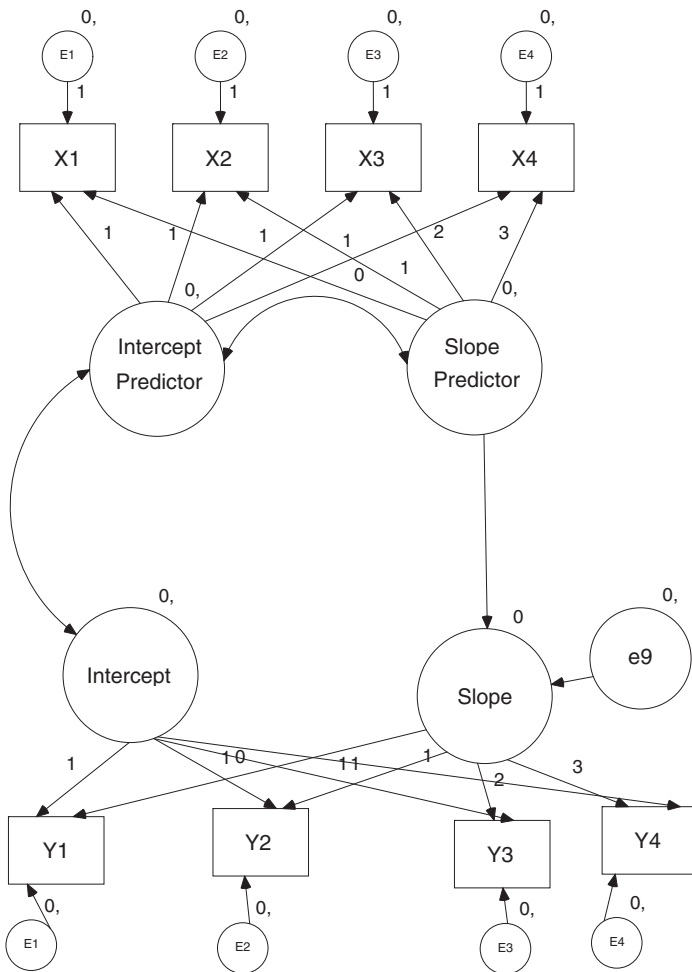 0, 0, 0, 0,
E1 E2 E3 E4
1 1 1 1
X1 X2 X3 X4
1 1 1 1 2 3
0, 0 1 0,
Intercept Predictor
Slope Predictor
0, 0 0,
Intercept
Slope
e9
1 1 0 1 1 1 2 3
Y1 Y2 Y3 Y4
0, 0, 0, 0,
E1 E2 E3 E4